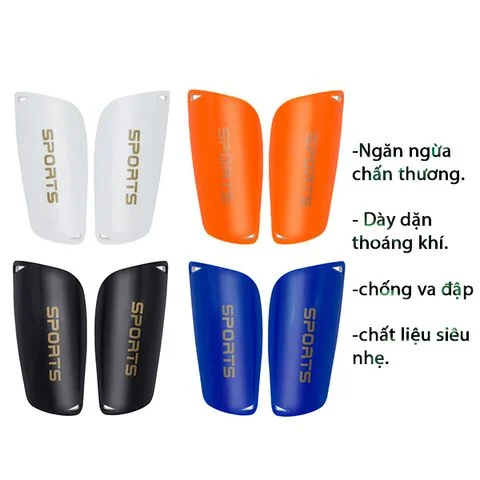 SPORTS
SPORTS
SPORTS
SPORTS
SPORTS
SPORTS
SPORTS
SPORTS
-Ngăn ngừa
chấn thương.
- Dày dặn
thoáng khí.
-chống va đập
-chất liệu siêu
nhẹ.